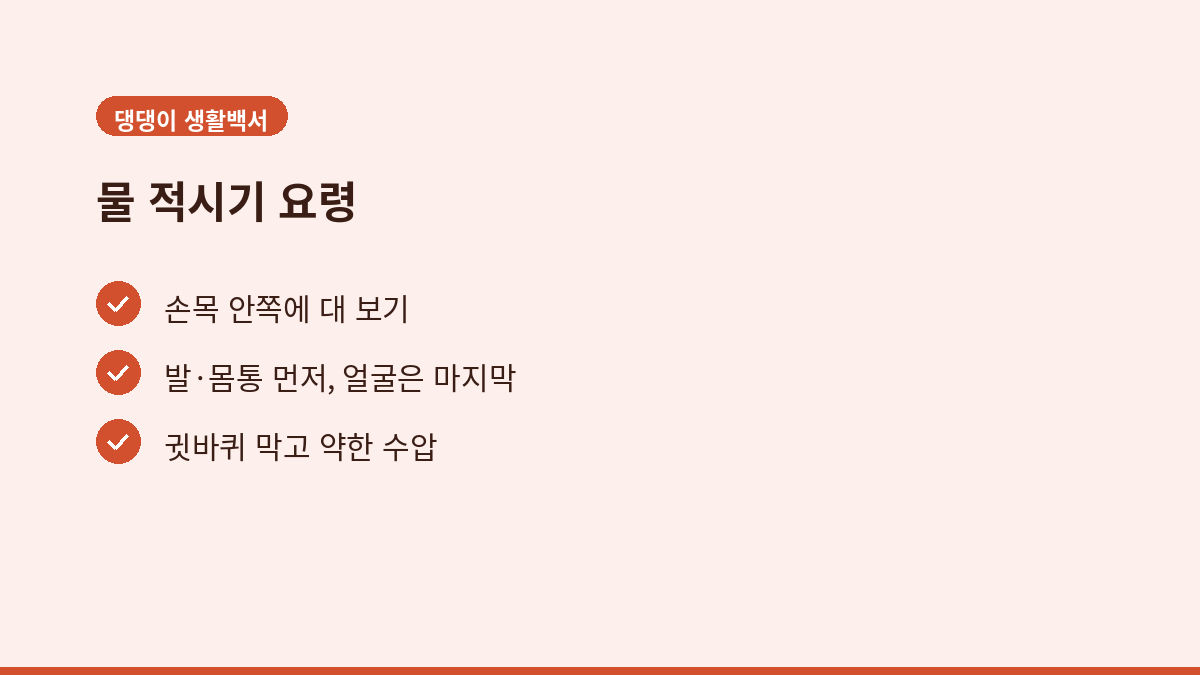 댕댕이 생활백서
물 적시기 요령
손목 안쪽에 대 보기
발·몸통 먼저, 얼굴은 마지막
귓바퀴 막고 약한 수압